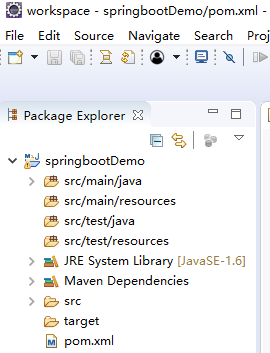 workspace - springbootDemo/pom.xml -
File Edit Source Navigate Search Proj
Package Explorer
springbootDemo
src/main/java
src/main/resources
src/test/java
src/test/resources
JRE System Library [JavaSE-1.6]
Maven Dependencies
src
target
pom.xml